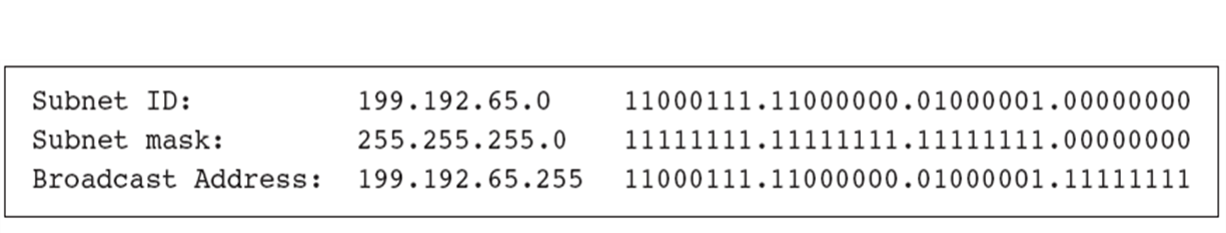 Subnet ID: 199.192.65.0 11000111.11000000.01000001.00000000
Subnet mask: 255.255.255.0 11111111.11111111.11111111.00000000
Broadcast Address: 199.192.65.255 11000111.11000000.01000001.11111111